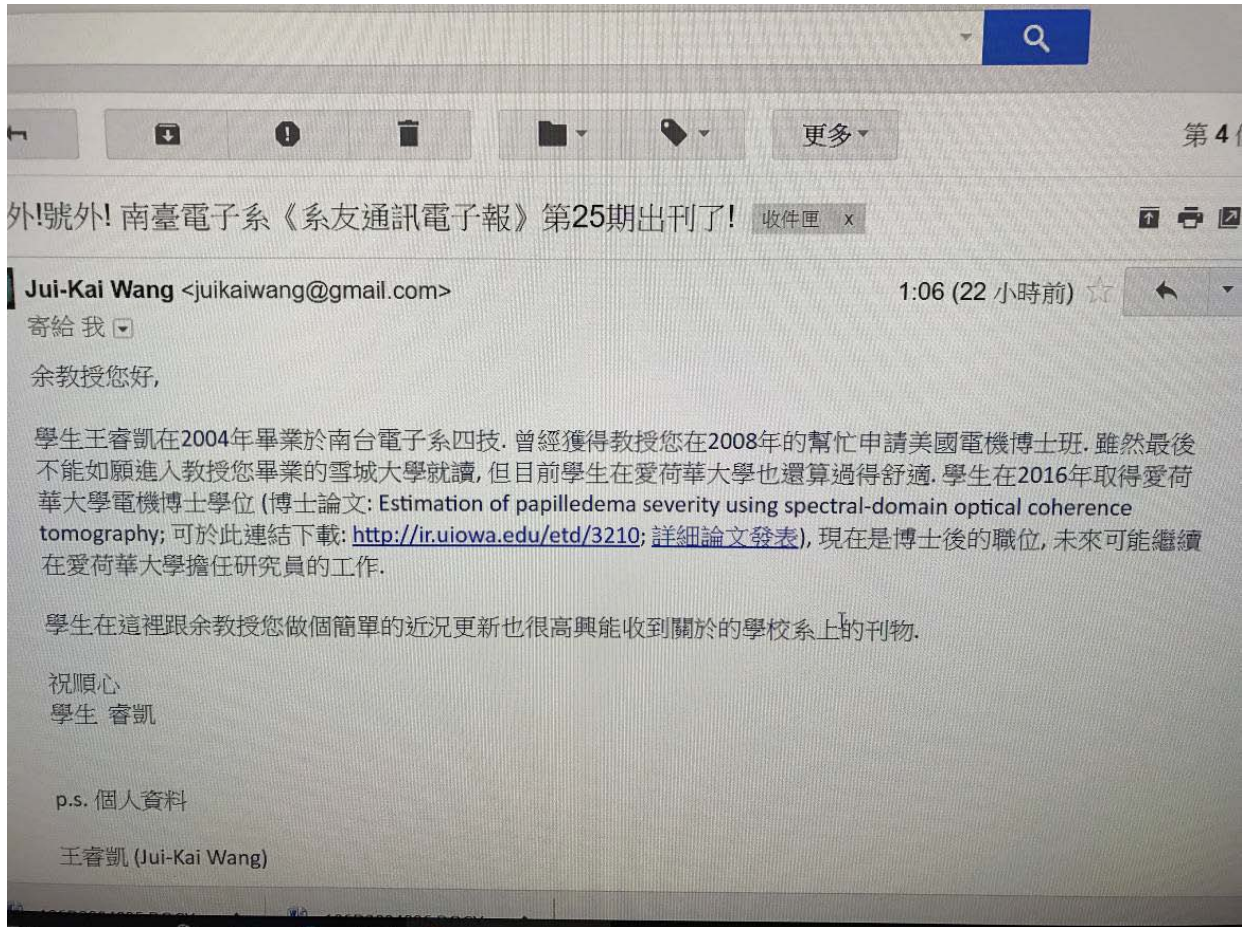 更多
第 4
外!號外! 南臺電子系《系友通訊電子報》第25期出刊了! 收件匣 x
Jui-Kai Wang <juikaiwang@gmail.com> 1:06 (22 小時前)
寄給 我
余教授您好,
學生王睿凱在2004年畢業於南台電子系四技. 曾經獲得教授您在2008年的幫忙申請美國電機博士班. 雖然最後
不能如願進入教授您畢業的雪城大學就讀, 但目前學生在愛荷華大學也還算過得舒適. 學生在2016年取得愛荷
華大學電機博士學位 (博士論文: Estimation of papilledema severity using spectral-domain optical coherence
tomography; 可於此連結下載: http://ir.uiowa.edu/etd/3210; 詳細論文發表), 現在是博士後的職位, 未來可能繼續
在愛荷華大學擔任研究員的工作.
學生在這裡跟余教授您做個簡單的近況更新也很高興能收到關於的學校系上的刊物.
祝順心
學生 睿凱
p.s. 個人資料
王睿凱 (Jui-Kai Wang)